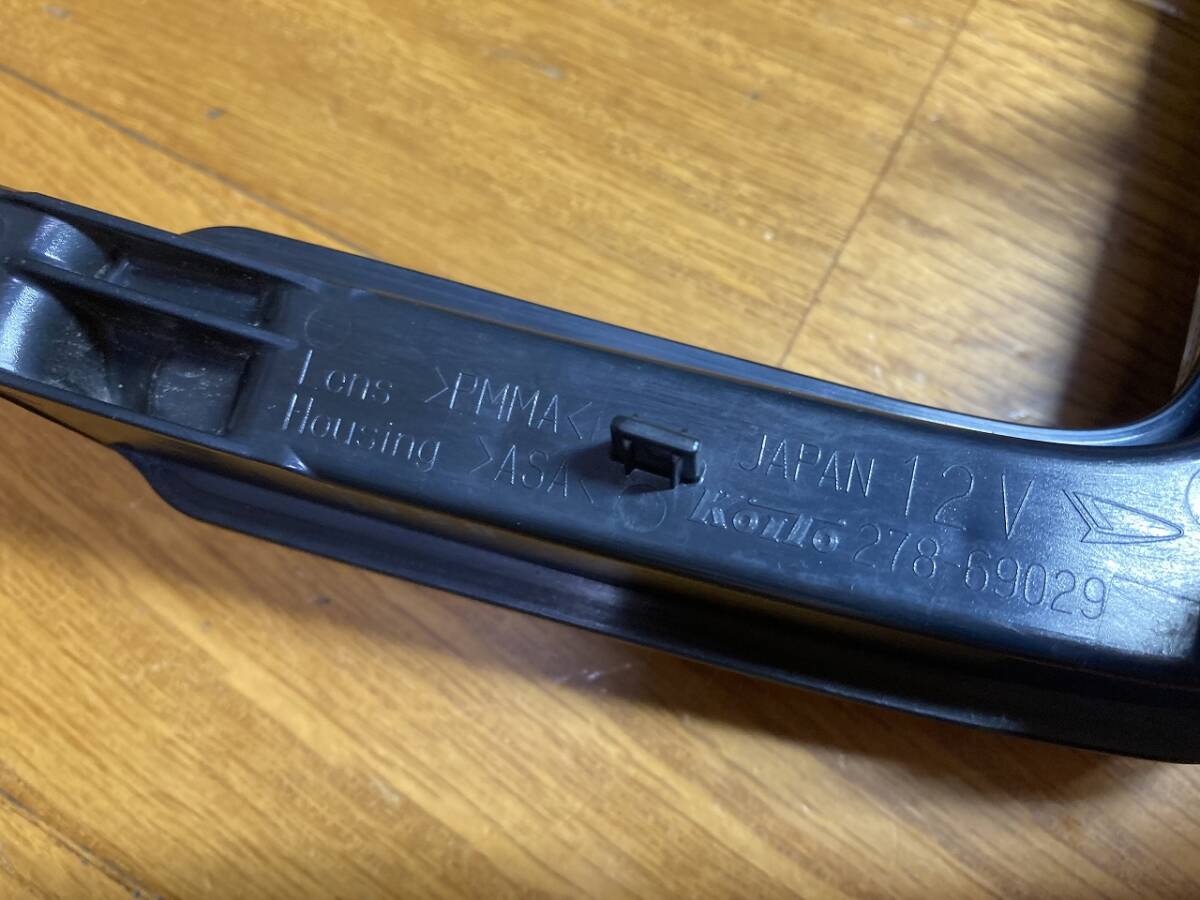 Lens >PMMA<
Housing >ASA<
JAPAN 12V
Koito 278-69029